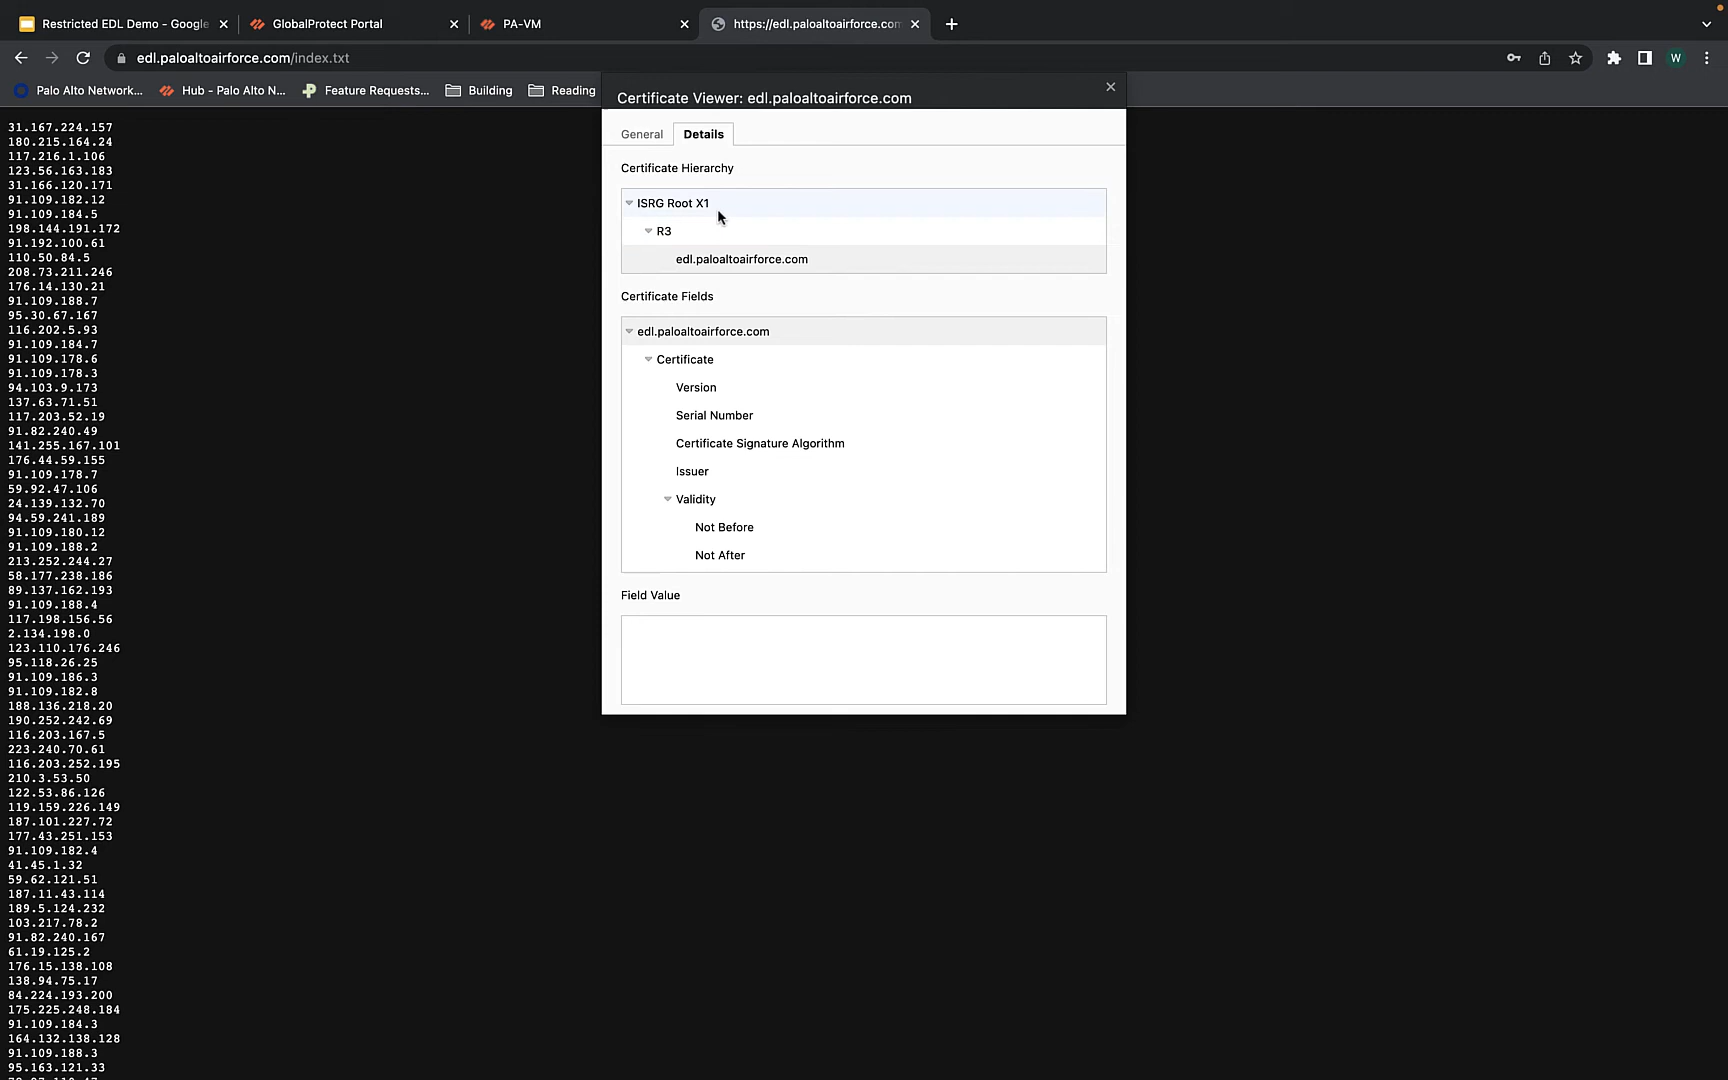 Restricted EDL Demo - Google
GlobalProtect Portal
PA-VM
https://edl.paloaltoairforce.com
edl.paloaltoairforce.com/index.txt
W
Palo Alto Network...
Hub - Palo Alto N...
Feature Requests...
Building
Reading
Certificate Viewer: edl.paloaltoairforce.com
General
Details
Certificate Hierarchy
ISRG Root X1
R3
edl.paloaltoairforce.com
Certificate Fields
edl.paloaltoairforce.com
Certificate
Version
Serial Number
Certificate Signature Algorithm
Issuer
Validity
Not Before
Not After
Field Value
31.167.224.157
180.215.164.24
117.216.1.106
123.56.163.183
31.166.120.171
91.109.182.12
91.109.184.5
198.144.191.172
91.192.100.61
110.50.84.5
208.73.211.246
176.14.130.21
91.109.188.7
95.30.67.167
116.202.5.93
91.109.184.7
91.109.178.6
91.109.178.3
94.103.9.173
137.63.71.51
117.203.52.19
91.82.240.49
141.255.167.101
176.44.59.155
91.109.178.7
59.92.47.106
24.139.132.70
94.59.241.189
91.109.180.12
91.109.188.2
213.252.244.27
58.177.238.186
89.137.162.193
91.109.188.4
117.198.156.56
2.134.198.0
123.110.176.246
95.118.26.25
91.109.186.3
91.109.182.8
188.136.218.20
190.252.242.69
116.203.167.5
223.240.70.61
116.203.252.195
210.3.53.50
122.53.86.126
119.159.226.149
187.101.227.72
177.43.251.153
91.109.182.4
41.45.1.32
59.62.121.51
187.11.43.114
189.5.124.232
103.217.78.2
91.82.240.167
61.19.125.2
176.15.138.108
138.94.75.17
84.224.193.200
175.225.248.184
91.109.184.3
164.132.138.128
91.109.188.3
95.163.121.33